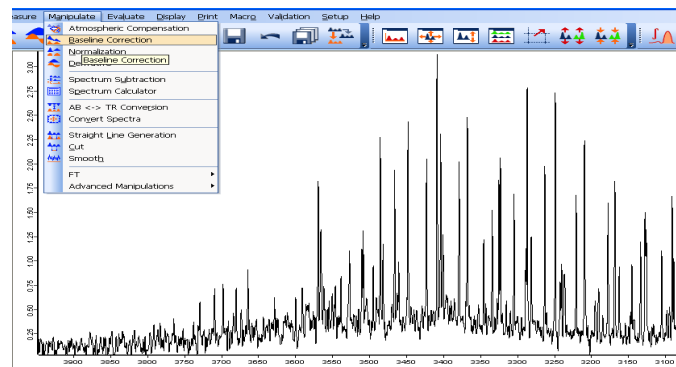 easure Manipulate Evaluate Display Print Macro Validation Setup Help
Atmospheric Compensation
Baseline Correction
Normalization
Baseline Correction
Spectrum Subtraction
Spectrum Calculator
AB <-> TR Conversion
Convert Spectra
Straight Line Generation
Cut
Smooth
FT
Advanced Manipulations
3.00
2.75
2.50
2.25
2.00
1.75
1.50
1.25
1.00
0.75
0.50
0.25
3900 3850 3800 3750 3700 3650 3600 3550 3500 3450 3400 3350 3300 3250 3200 3150 3100